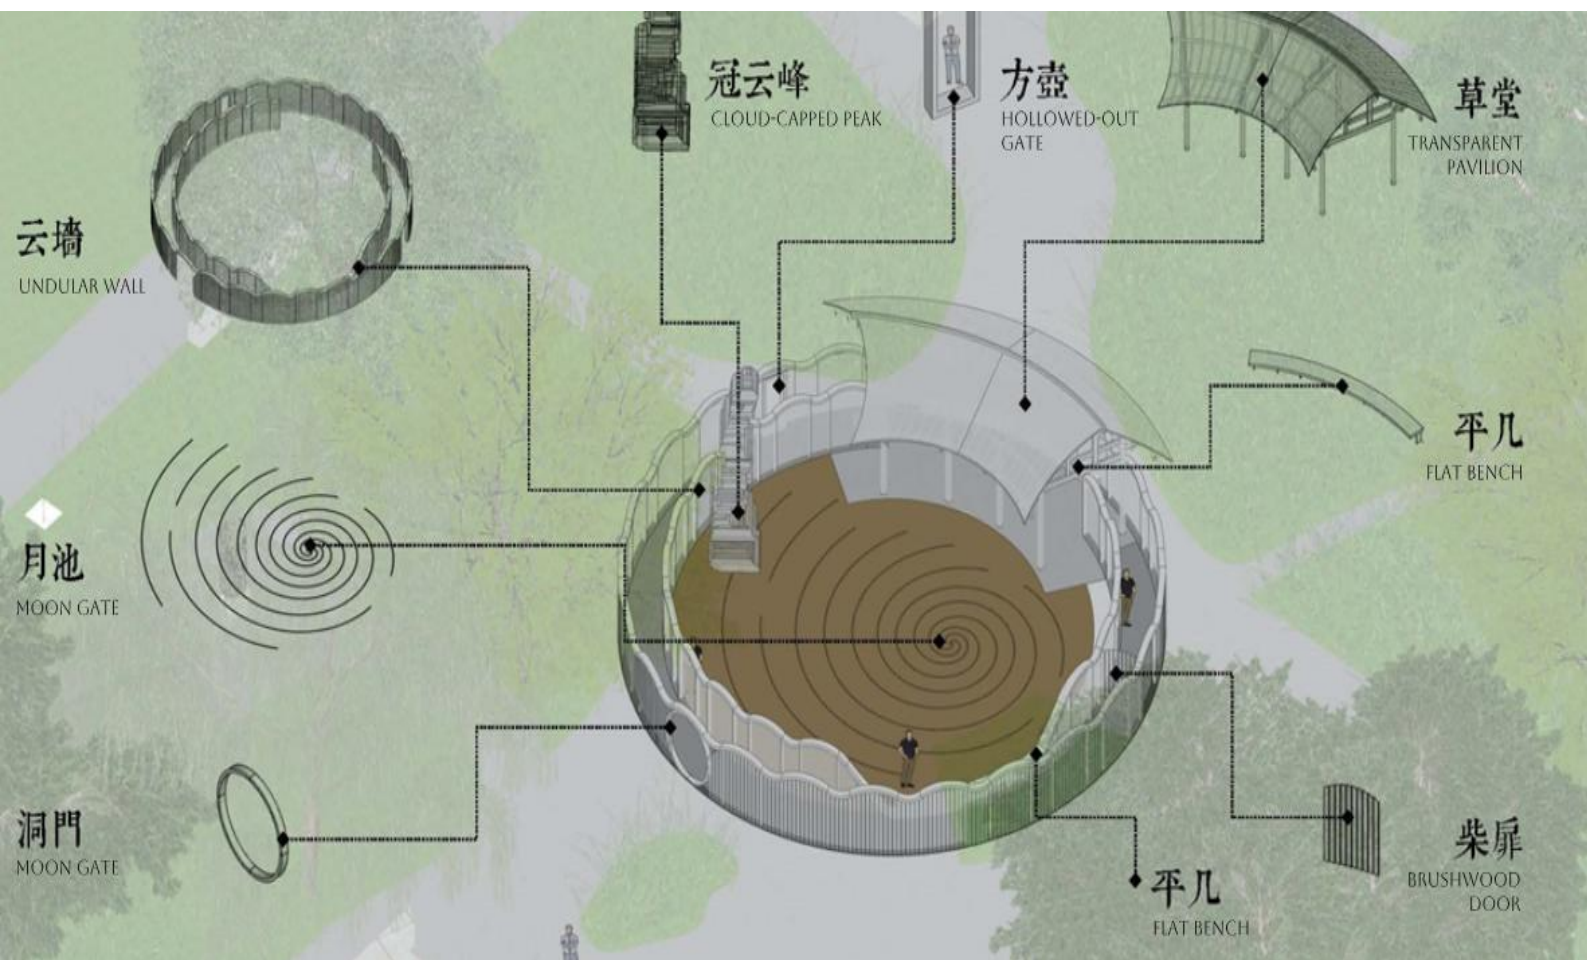 冠云峰
CLOUD-CAPPED PEAK
方壺
HOLLOWED-OUT
GATE
草堂
TRANSPARENT
PAVILION
云墙
UNDULAR WALL
平几
FLAT BENCH
月池
MOON GATE
洞門
MOON GATE
柴扉
BRUSHWOOD
DOOR
平几
FLAT BENCH